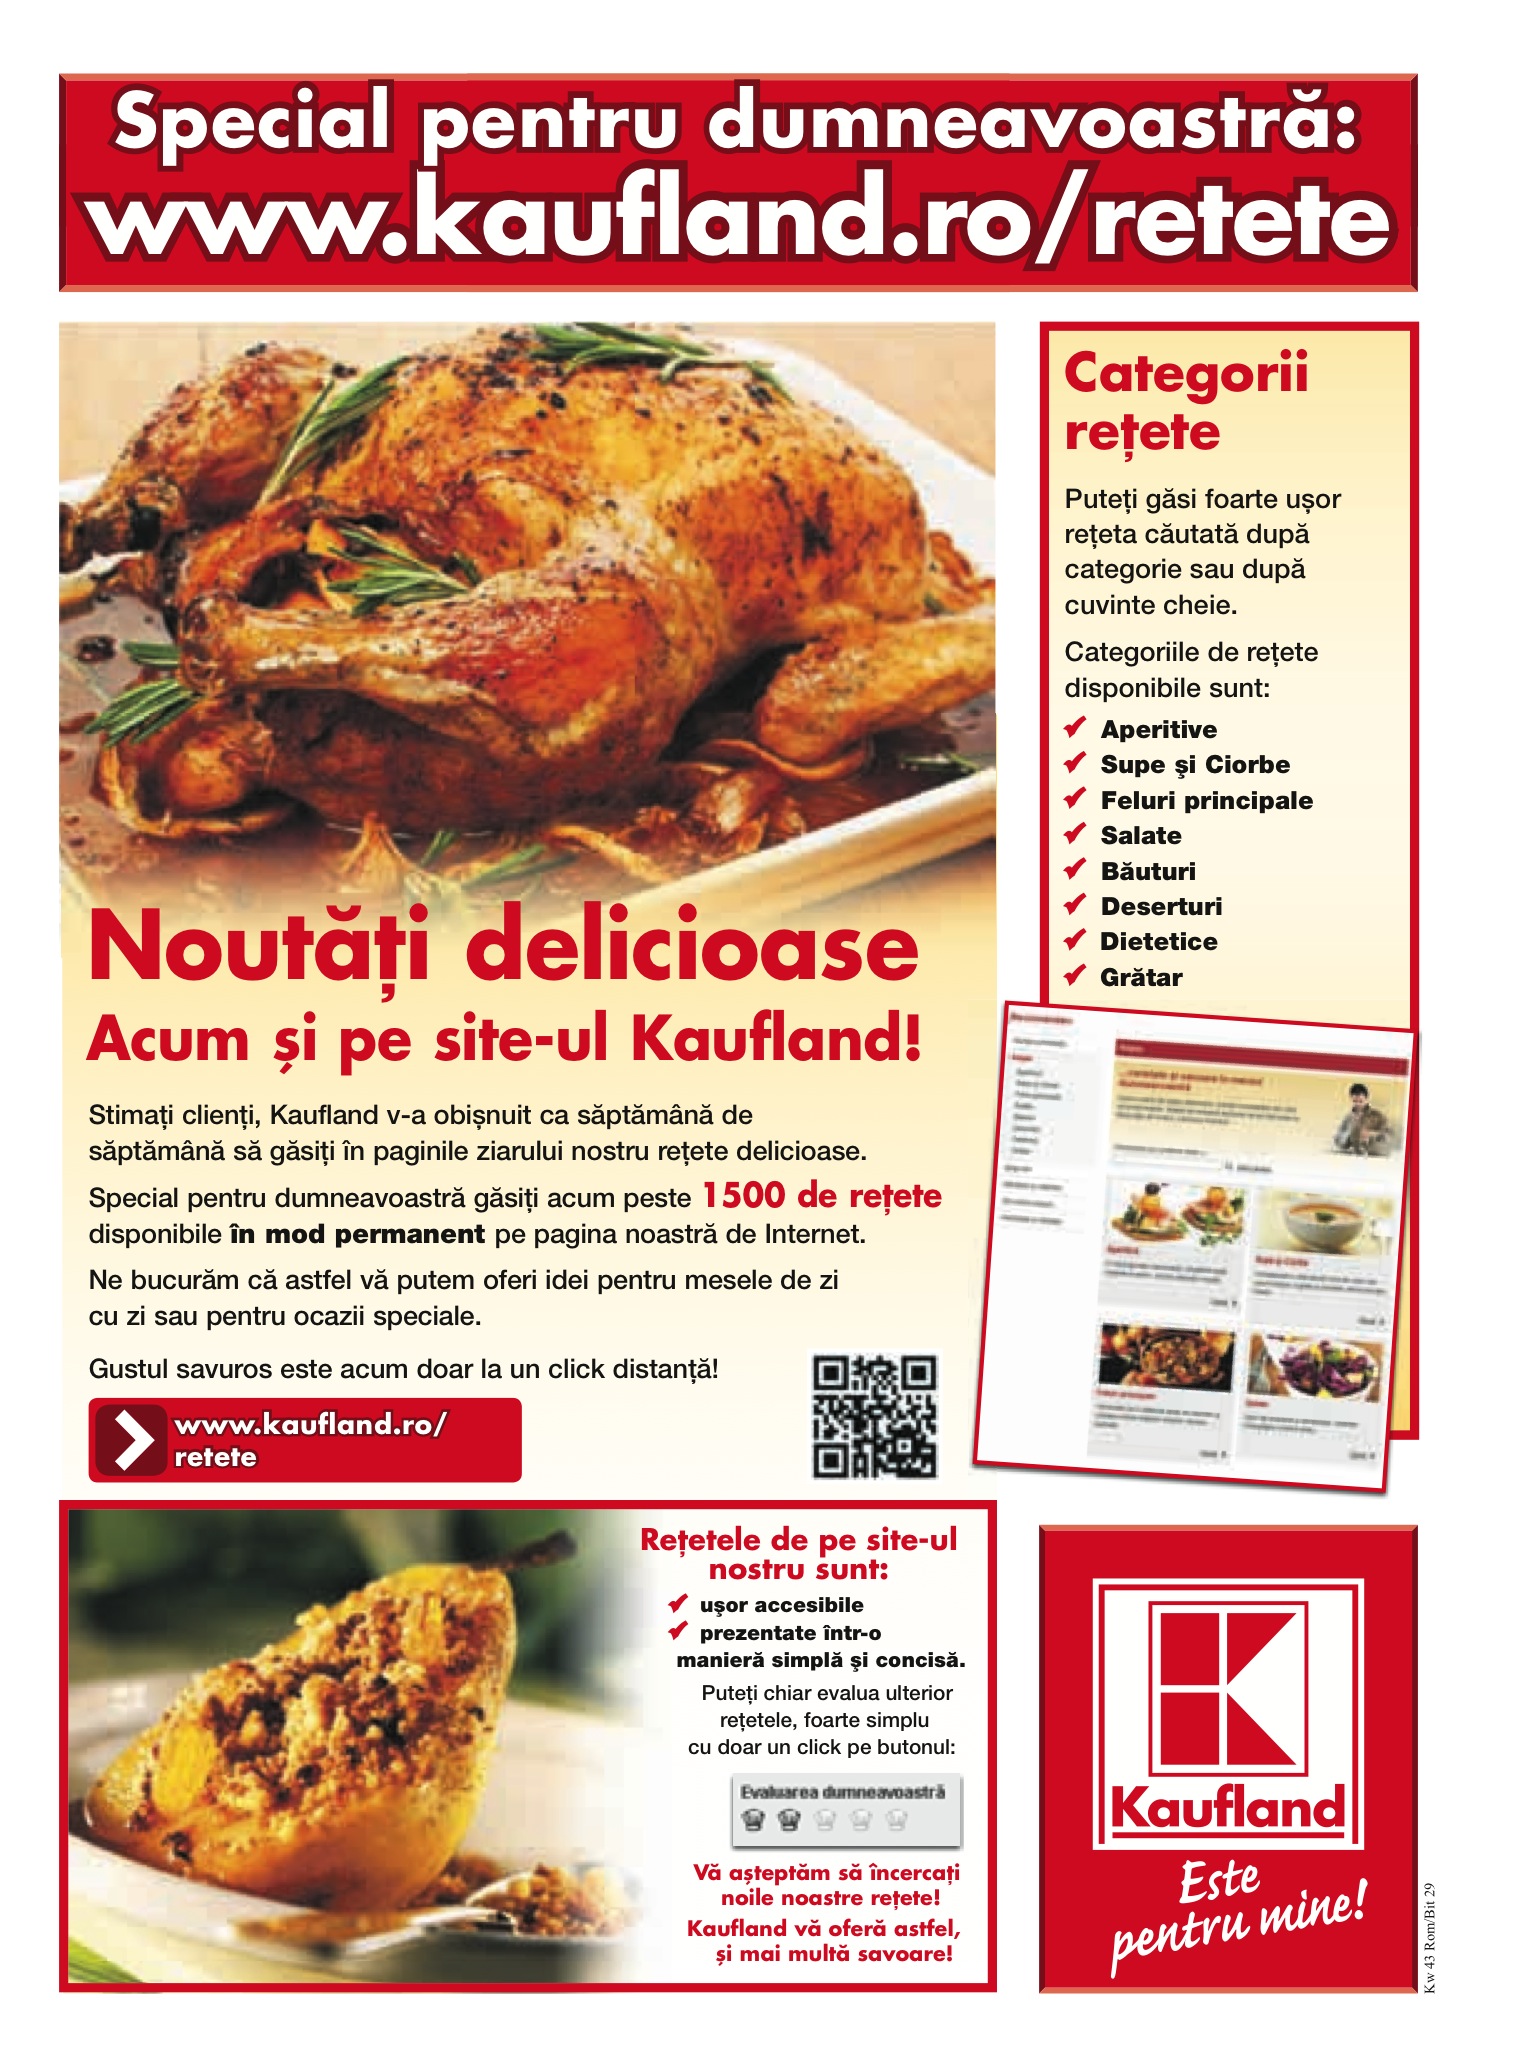 Special pentru dumneavoastră:
www.kaufland.ro/retete
Noutăți delicioase
Acum și pe site-ul Kaufland!
Stimați clienți, Kaufland v-a obișnuit ca săptămână de
săptămână să găsiți în paginile ziarului nostru rețete delicioase.
Special pentru dumneavoastră găsiți acum peste 1500 de rețete
disponibile în mod permanent pe pagina noastră de Internet.
Ne bucurăm că astfel vă putem oferi idei pentru mesele de zi
cu zi sau pentru ocazii speciale.
Gustul savuros este acum doar la un click distanță!
www.kaufland.ro/
retete
Categorii
rețete
Puteți găsi foarte ușor
rețeta căutată după
categorie sau după
cuvinte cheie.
Categoriile de rețete
disponibile sunt:
Aperitive
Supe şi Ciorbe
Feluri principale
Salate
Băuturi
Deserturi
Dietetice
Grătar
Rețetele de pe site-ul
nostru sunt:
uşor accesibile
prezentate într-o
manieră simplă şi concisă.
Puteți chiar evalua ulterior
rețetele, foarte simplu
cu doar un click pe butonul:
Evaluarea dumneavoastră
Vă așteptăm să încercați
noile noastre rețete!
Kaufland vă oferă astfel,
și mai multă savoare!
Kaufland
Este
pentru mine!
Kw 43 Rom/Bit 29